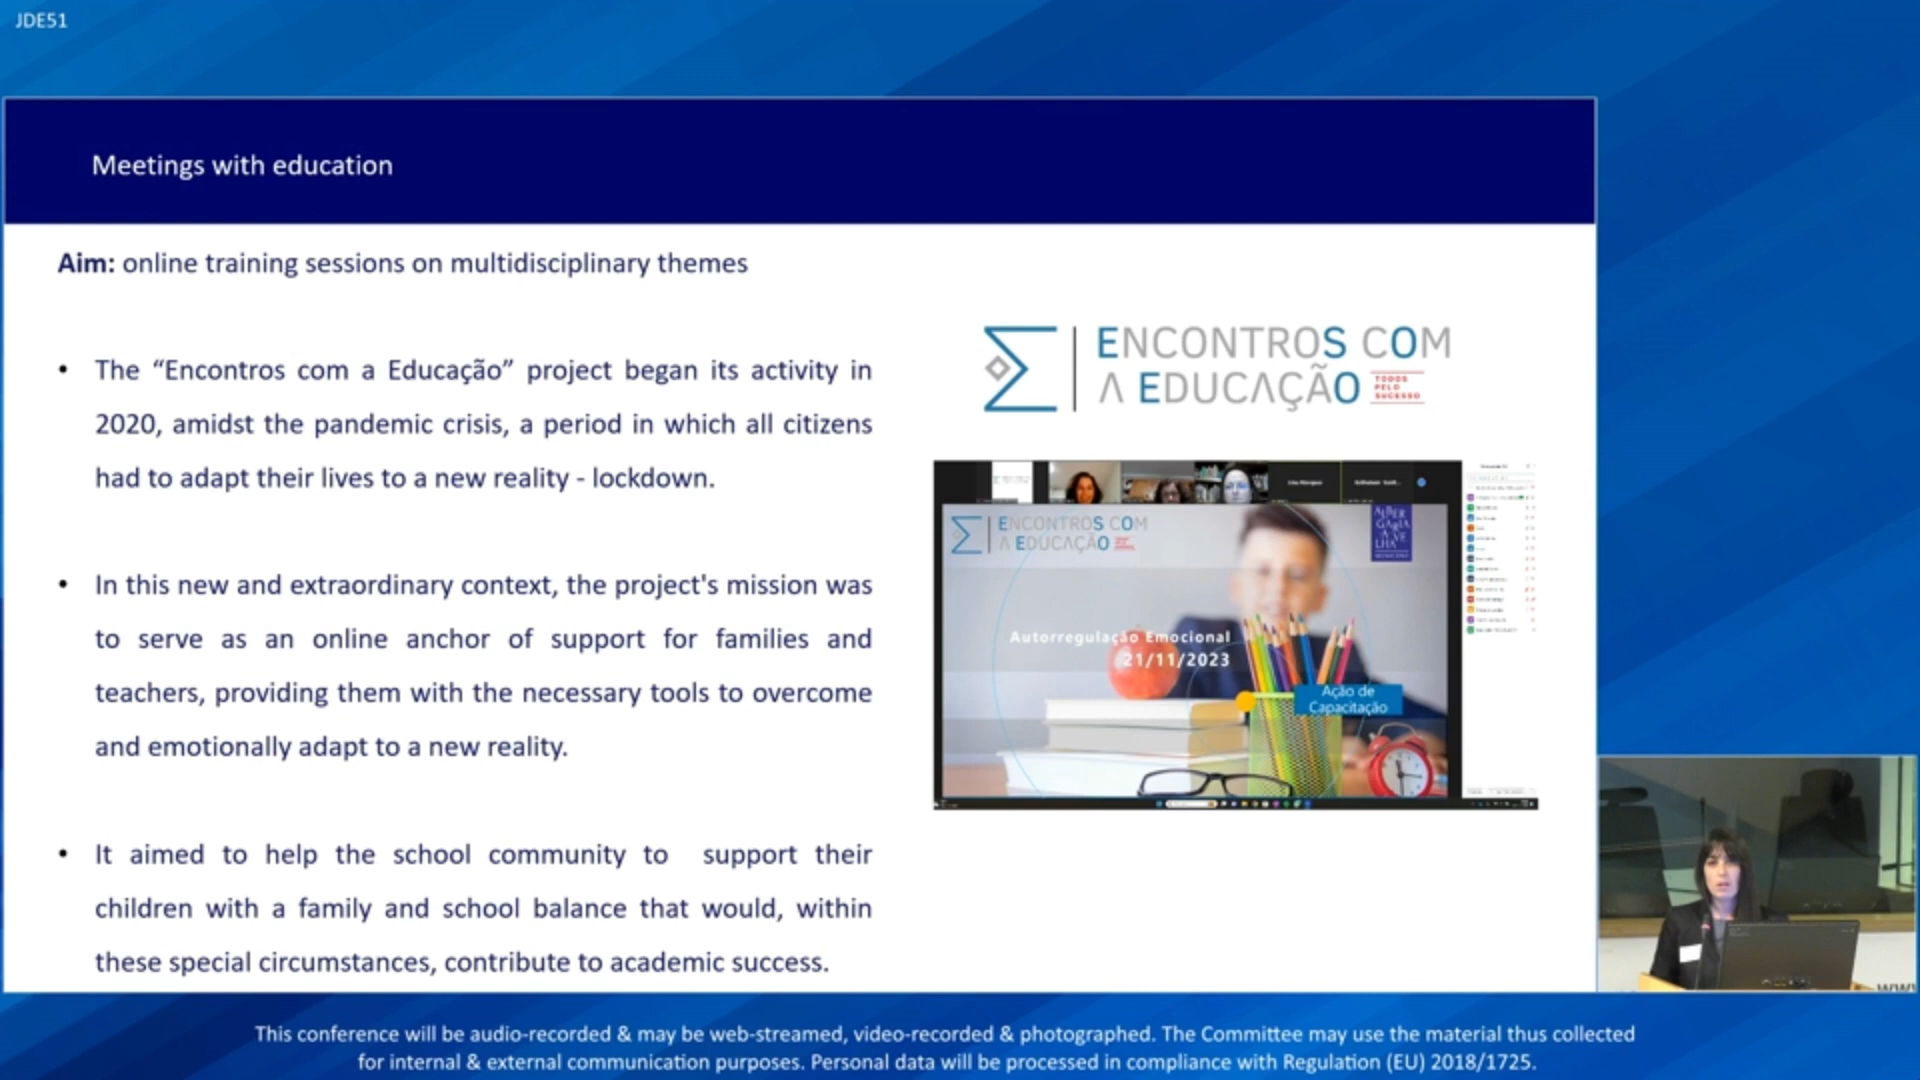 JDE51
Meetings with education
Aim: online training sessions on multidisciplinary themes
• The “Encontros com a Educação” project began its activity in
2020, amidst the pandemic crisis, a period in which all citizens
had to adapt their lives to a new reality - lockdown.
• In this new and extraordinary context, the project's mission was
to serve as an online anchor of support for families and
teachers, providing them with the necessary tools to overcome
and emotionally adapt to a new reality.
• It aimed to help the school community to support their
children with a family and school balance that would, within
these special circumstances, contribute to academic success.
ENCONTROS COM
A EDUCAÇÃO
TODOS
PELO
SUCESSO
ENCONTROS COM
A EDUCAÇÃO
ALBER
GARIA
-A-VE
LHA
Autorregulação Emocional
21/11/2023
Ação de
Capacitação
This conference will be audio-recorded & may be web-streamed, video-recorded & photographed. The Committee may use the material thus collected
for internal & external communication purposes. Personal data will be processed in compliance with Regulation (EU) 2018/1725.